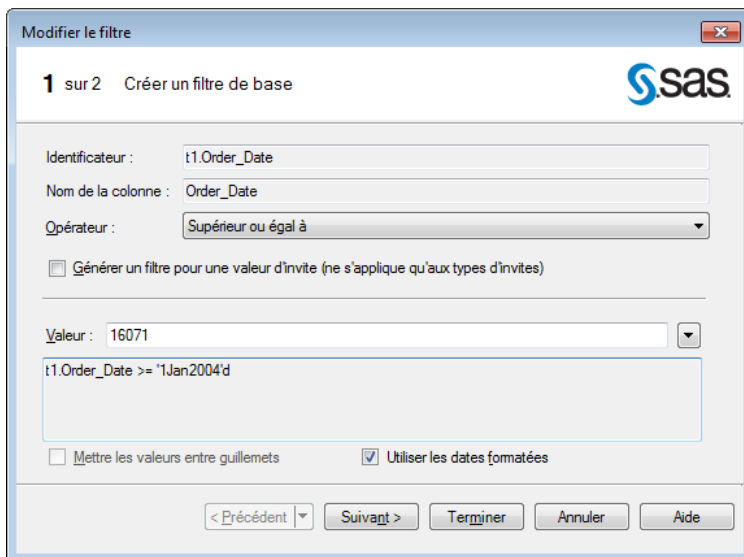 Modifier le filtre
1 sur 2 Créer un filtre de base
sas
Identificateur : t1.Order_Date
Nom de la colonne : Order_Date
Opérateur : Supérieur ou égal à
Générer un filtre pour une valeur d'invite (ne s'applique qu'aux types d'invites)
Valeur : 16071
t1.Order_Date >= '1Jan2004'd
Mettre les valeurs entre guillemets Utiliser les dates formatées
< Précédent Suivant > Terminer Annuler Aide